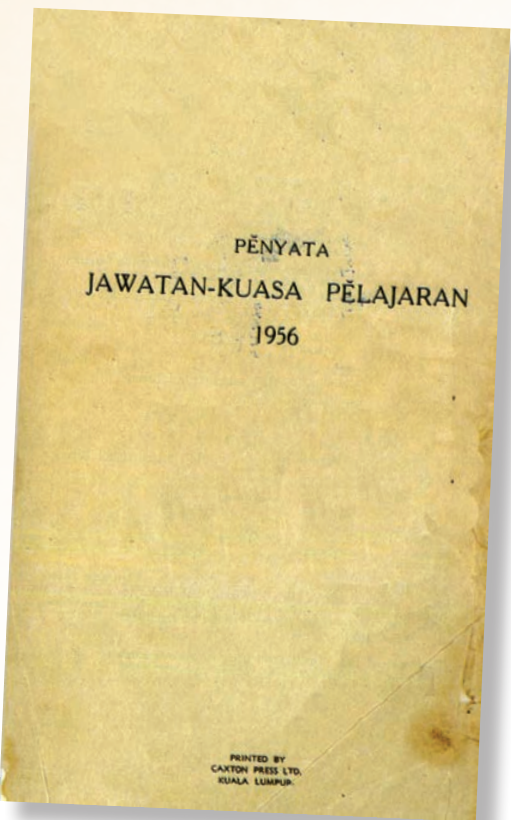 PĔNYATA
JAWATAN-KUASA PĔLAJARAN
1956
PRINTED BY
CAXTON PRESS LTD.
KUALA LUMPUR.